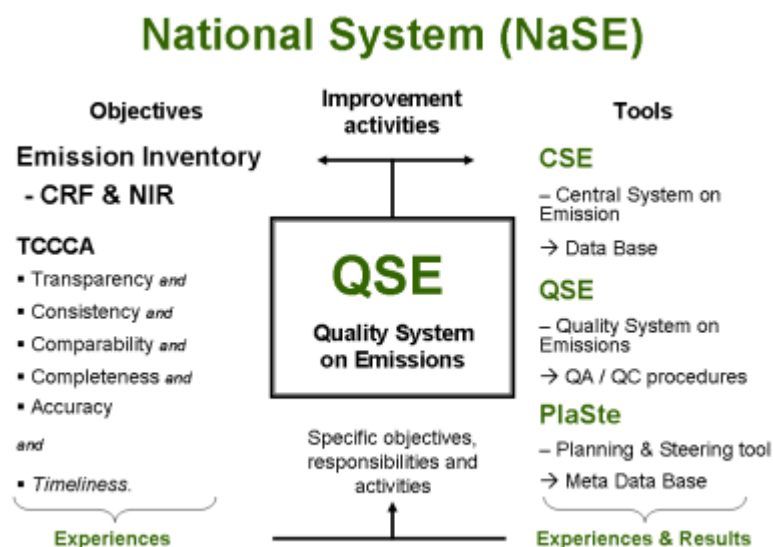 National System (NaSE)
Objectives
Emission Inventory
- CRF & NIR
TCCCA
▪ Transparency and
▪ Consistency and
▪ Comparability and
▪ Completeness and
▪ Accuracy
and
▪ Timeliness.
Experiences
Improvement
activities
QSE
Quality System
on Emissions
Specific objectives,
responsibilities and
activities
Tools
CSE
– Central System on
Emission
→ Data Base
QSE
– Quality System on
Emissions
→ QA / QC procedures
PlaSte
– Planning & Steering tool
→ Meta Data Base
Experiences & Results